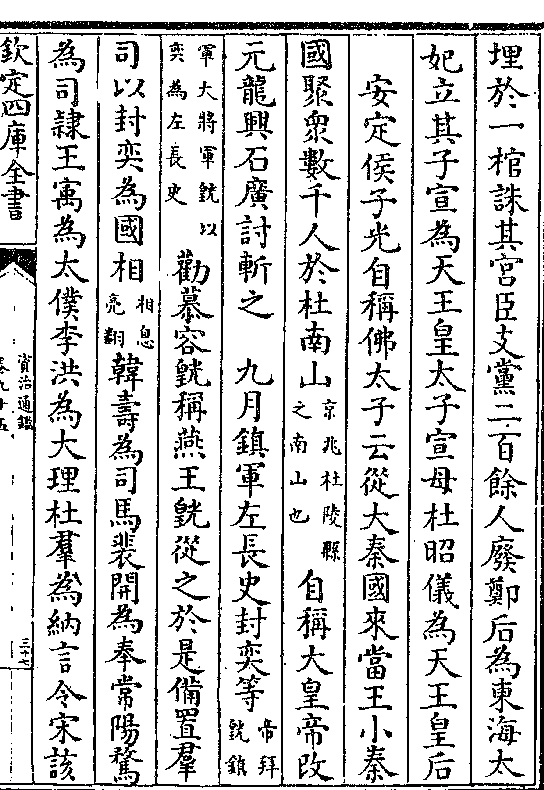 埋於一棺誅其宮臣支黨二百餘人廢鄭后為東海太
妃立其子宣為天王皇太子宣母杜昭儀為天王皇后
安定侯子光自稱佛太子云從大秦國來當王小秦
國聚衆數千人於杜南山京兆杜陵縣之南山也自稱大皇帝改
元龍興石廣討斬之　九月鎮軍左長史封奕等帝拜皝鎮
軍大將軍皝以奕為左長史勸慕容皝稱燕王皝從之於是備置羣
司以封奕為國相相息亮翻韓壽為司馬裴開為奉常陽騖
為司隸王寓為太僕李洪為大理杜羣為納言令宋該
欽定四庫全書
資治通鑑
卷九十五
三十七